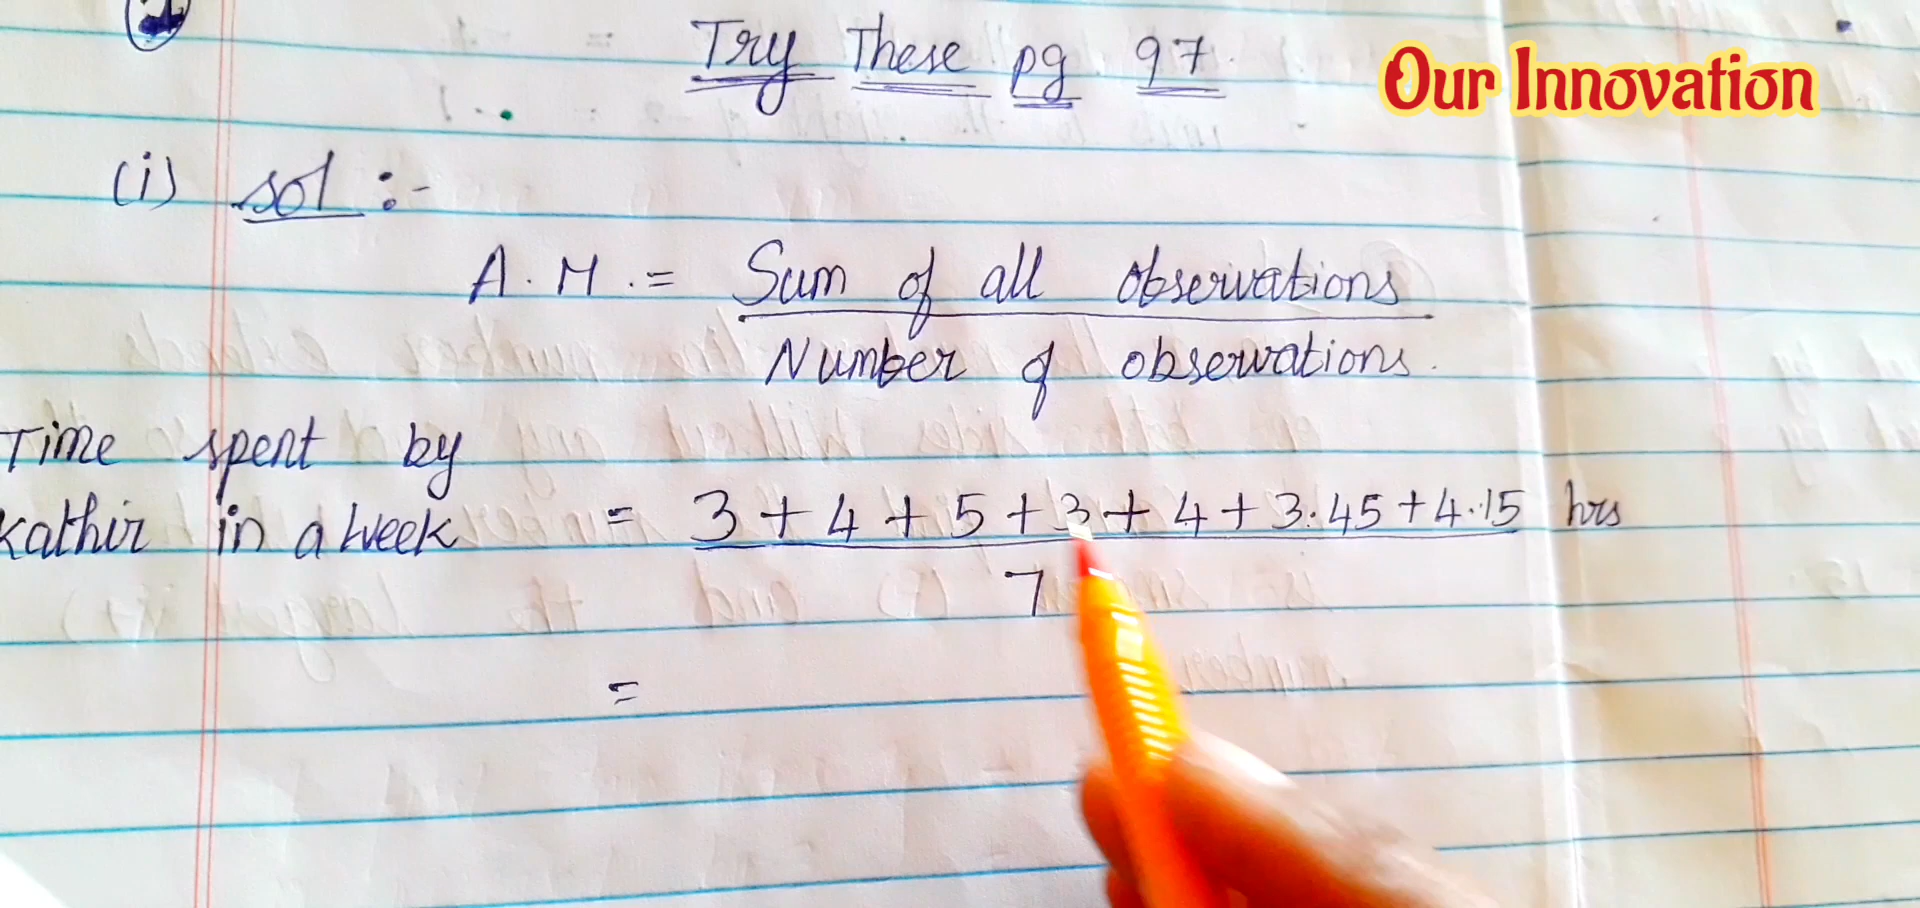 Try These pg 97.
Our Innovation
(i) sol :-
A.M. = Sum of all observations
Number of observations.
Time spent by
Kathir in a week = 3 + 4 + 5 + 3 + 4 + 3.45 + 4.15 hrs
7
=